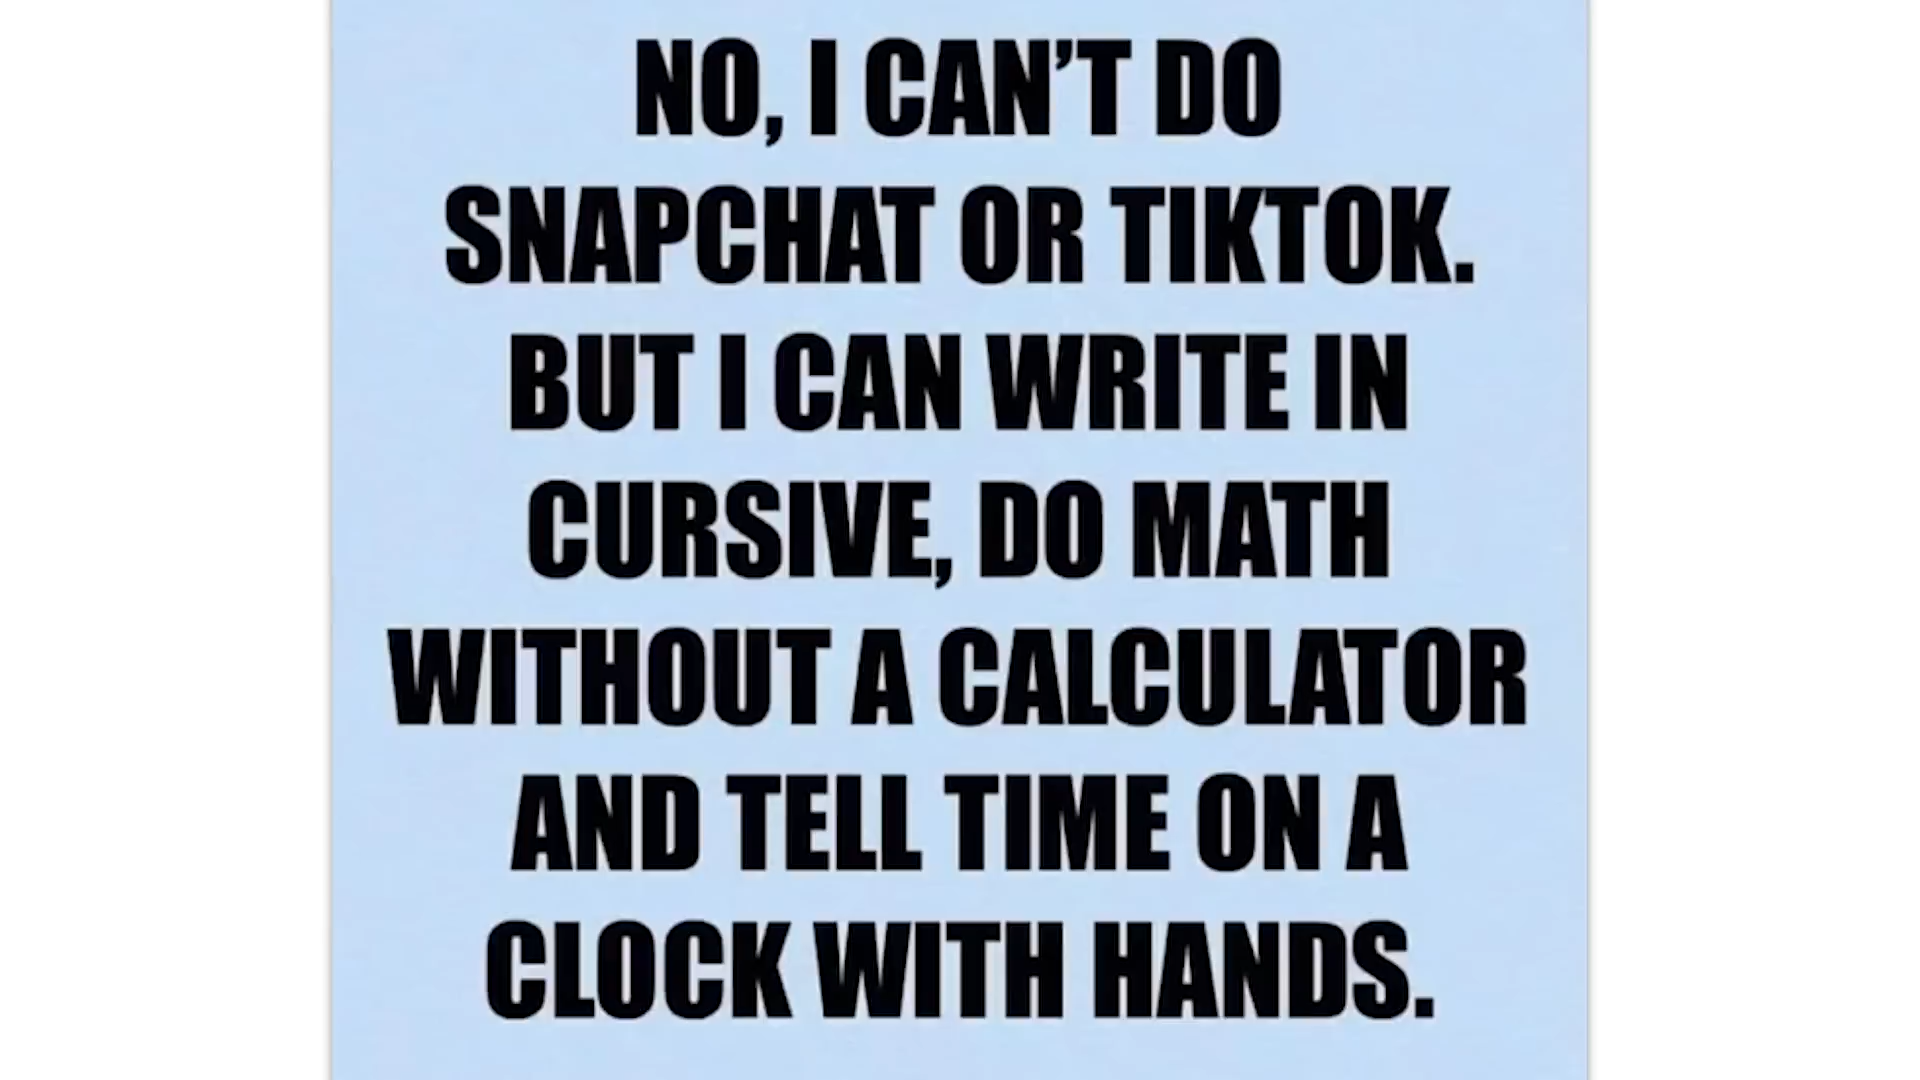 NO, I CAN’T DO
SNAPCHAT OR TIKTOK.
BUT I CAN WRITE IN
CURSIVE, DO MATH
WITHOUT A CALCULATOR
AND TELL TIME ON A
CLOCK WITH HANDS.